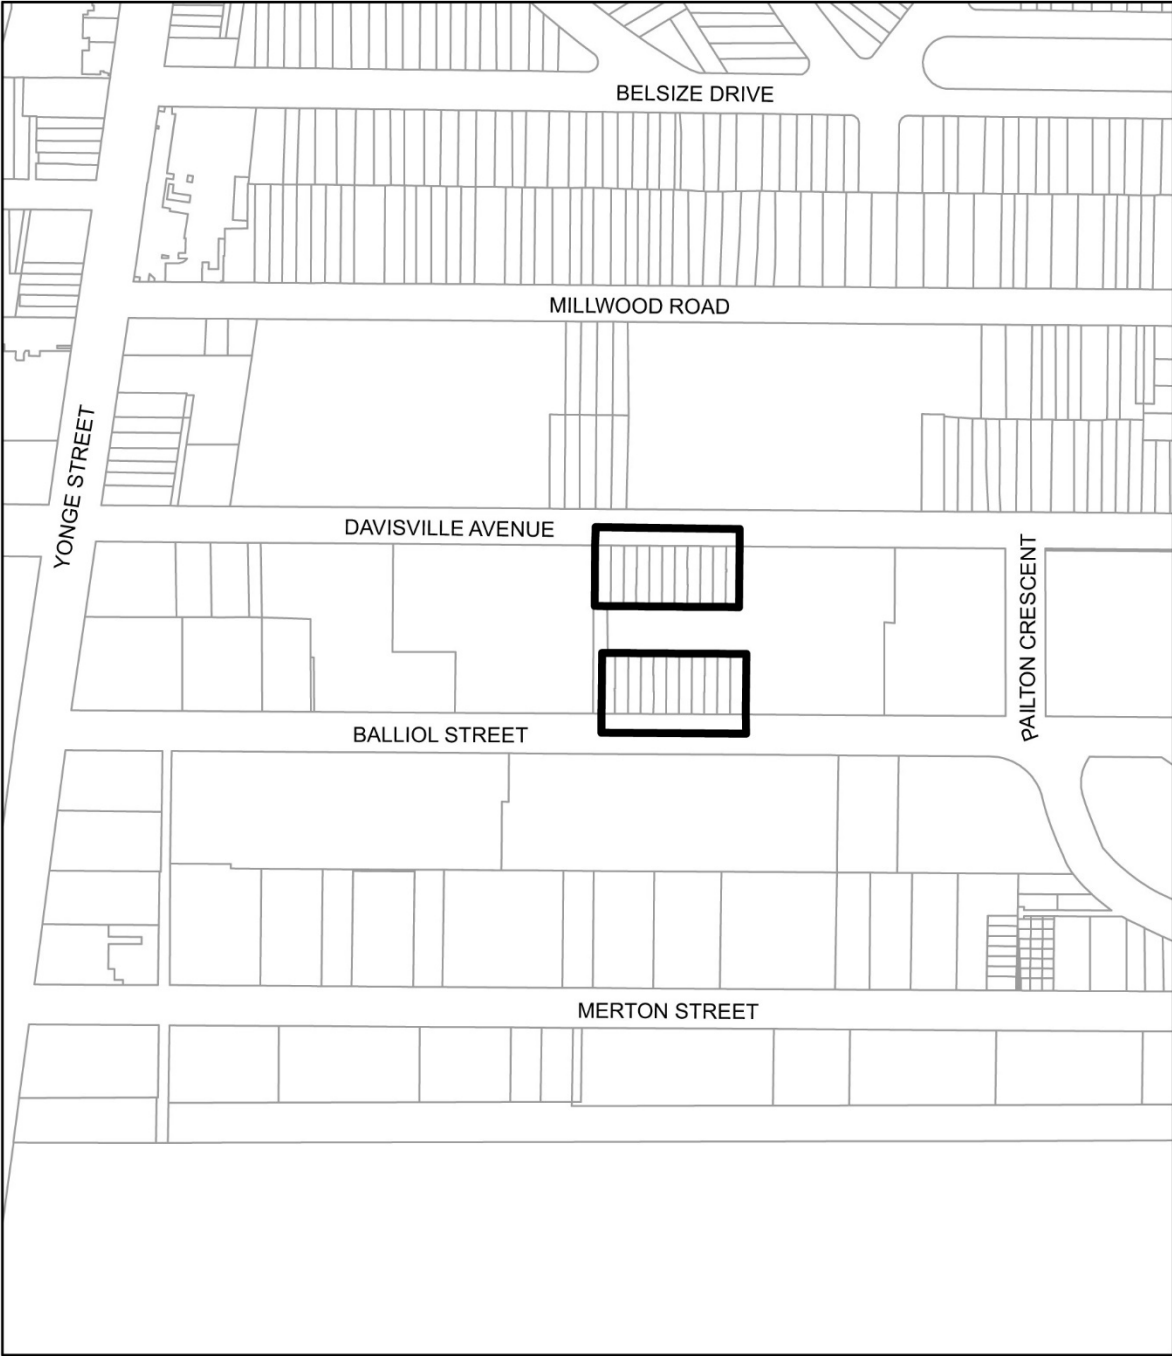 BELSIZE DRIVE
MILLWOOD ROAD
YONGE STREET
DAVISVILLE AVENUE
PAILTON CRESCENT
BALLIOL STREET
MERTON STREET